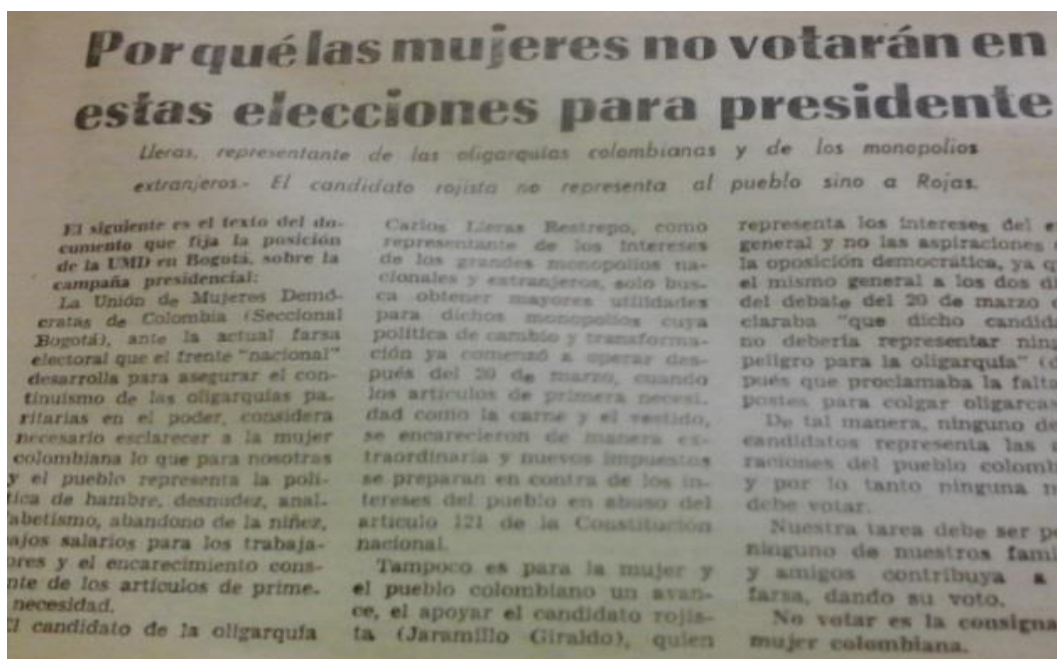 Por qué las mujeres no votarán en
estas elecciones para presidente
Lleras, representante de las oligarquías colombianas y de los monopolios
extranjeros.- El candidato rojista no representa al pueblo sino a Rojas.
El siguiente es el texto del do-
cumento que fija la posición
de la UMD en Bogotá, sobre la
campaña presidencial:
La Unión de Mujeres Demó-
cratas de Colombia (Seccional
Bogotá), ante la actual farsa
electoral que el frente "nacional"
desarrolla para asegurar el con-
tinuismo de las oligarquías pa-
ritarias en el poder, considera
necesario esclarecer a la mujer
colombiana lo que para nosotras
y el pueblo representa la polí-
tica de hambre, desnudez, anal-
abetismo, abandono de la niñez,
ajos salarios para los trabaja-
ores y el encarecimiento cons-
nte de los artículos de prime-
necesidad.
El candidato de la oligarquía
Carlos Lleras Restrepo, como
representante de los intereses
de los grandes monopolios na-
cionales y extranjeros, solo bus-
ca obtener mayores utilidades
para dichos monopolios cuya
política de cambio y transforma-
ción ya comenzó a operar des-
pués del 20 de marzo, cuando
los artículos de primera necesi-
dad como la carne y el vestido,
se encarecieron de manera ex-
traordinaria y nuevos impuestos
se preparan en contra de los in-
tereses del pueblo en abuso del
artículo 121 de la Constitución
nacional.
Tampoco es para la mujer y
el pueblo colombiano un avan-
ce, el apoyar el candidato rojis-
ta (Jaramillo Giraldo), quien
representa los intereses del e
general y no las aspiraciones
la oposición democrática, ya q
el mismo general a los dos dí
del debate del 20 de marzo
claraba "que dicho candid
no debería representar ning
peligro para la oligarquía" (d
pués que proclamaba la falta
postes para colgar oligarcas
De tal manera, ninguno de
candidatos representa las
raciones del pueblo colomb
y por lo tanto ninguna m
debe votar.
Nuestra tarea debe ser p
ninguno de nuestros fami
y amigos contribuya a
farsa, dando su voto.
No votar es la consigna
mujer colombiana.